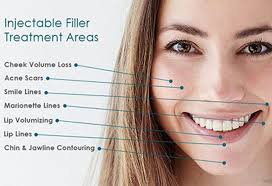 Injectable Filler
Treatment Areas
Cheek Volume Loss
Acne Scars
Smile Lines
Marionette Lines
Lip Volumizing
Lip Lines
Chin & Jawline Contouring